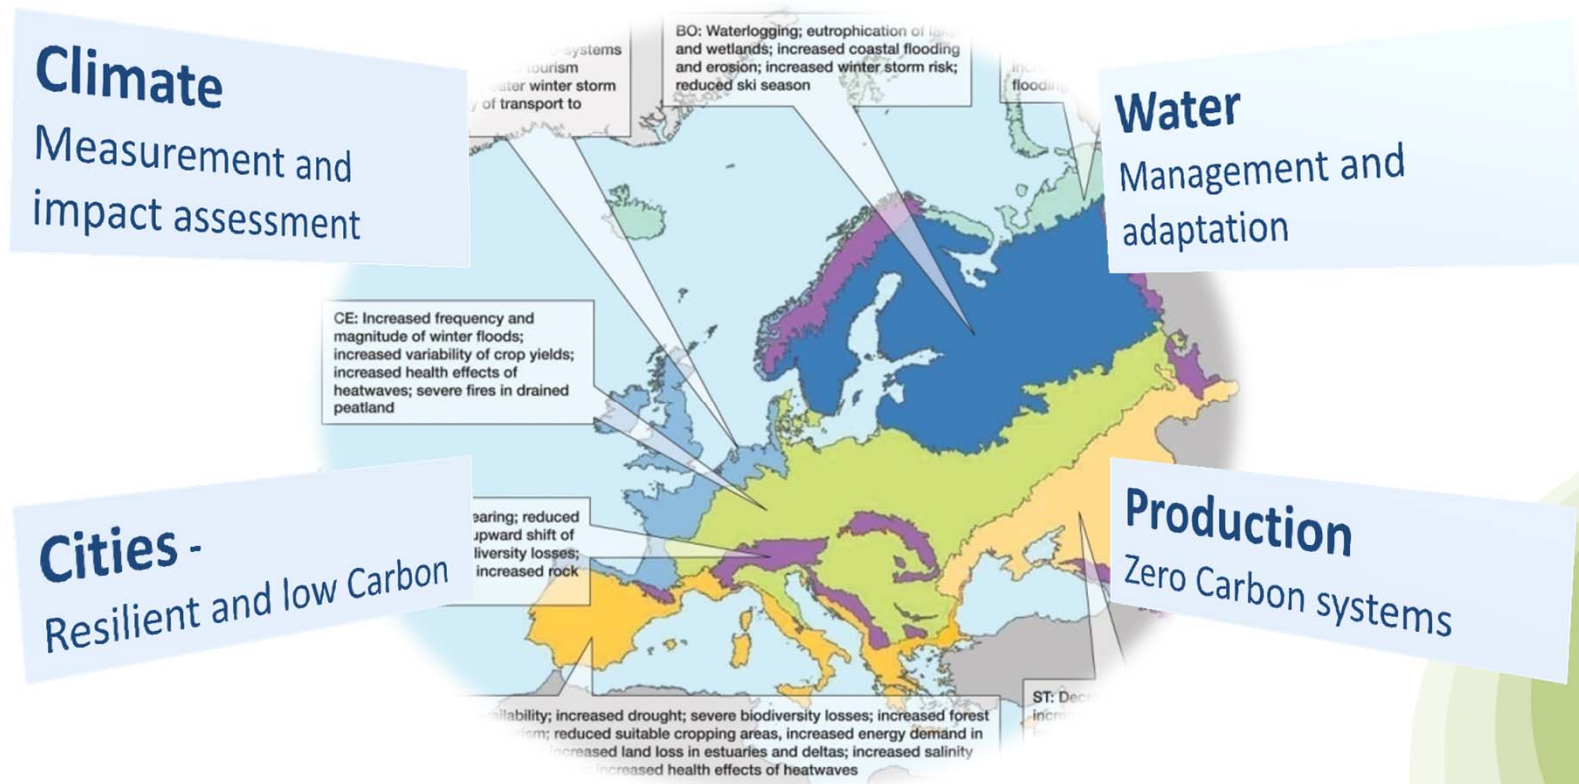 Climate
Measurement and
impact assessment
systems
tourism
winter storm
of transport to
BO: Waterlogging; eutrophication of
and wetlands; increased coastal flooding
and erosion; increased winter storm risk;
reduced ski season
Water
Management and
adaptation
CE: Increased frequency and
magnitude of winter floods;
increased variability of crop yields;
increased health effects of
heatwaves; severe fires in drained
peatland
Cities -
Resilient and low Carbon
reduced
upward shift of
losses;
increased rock
Production
Zero Carbon systems
increased drought; severe biodiversity losses; increased forest
reduced suitable cropping areas, increased energy demand in
increased land loss in estuaries and deltas; increased salinity
increased health effects of heatwaves
ST: